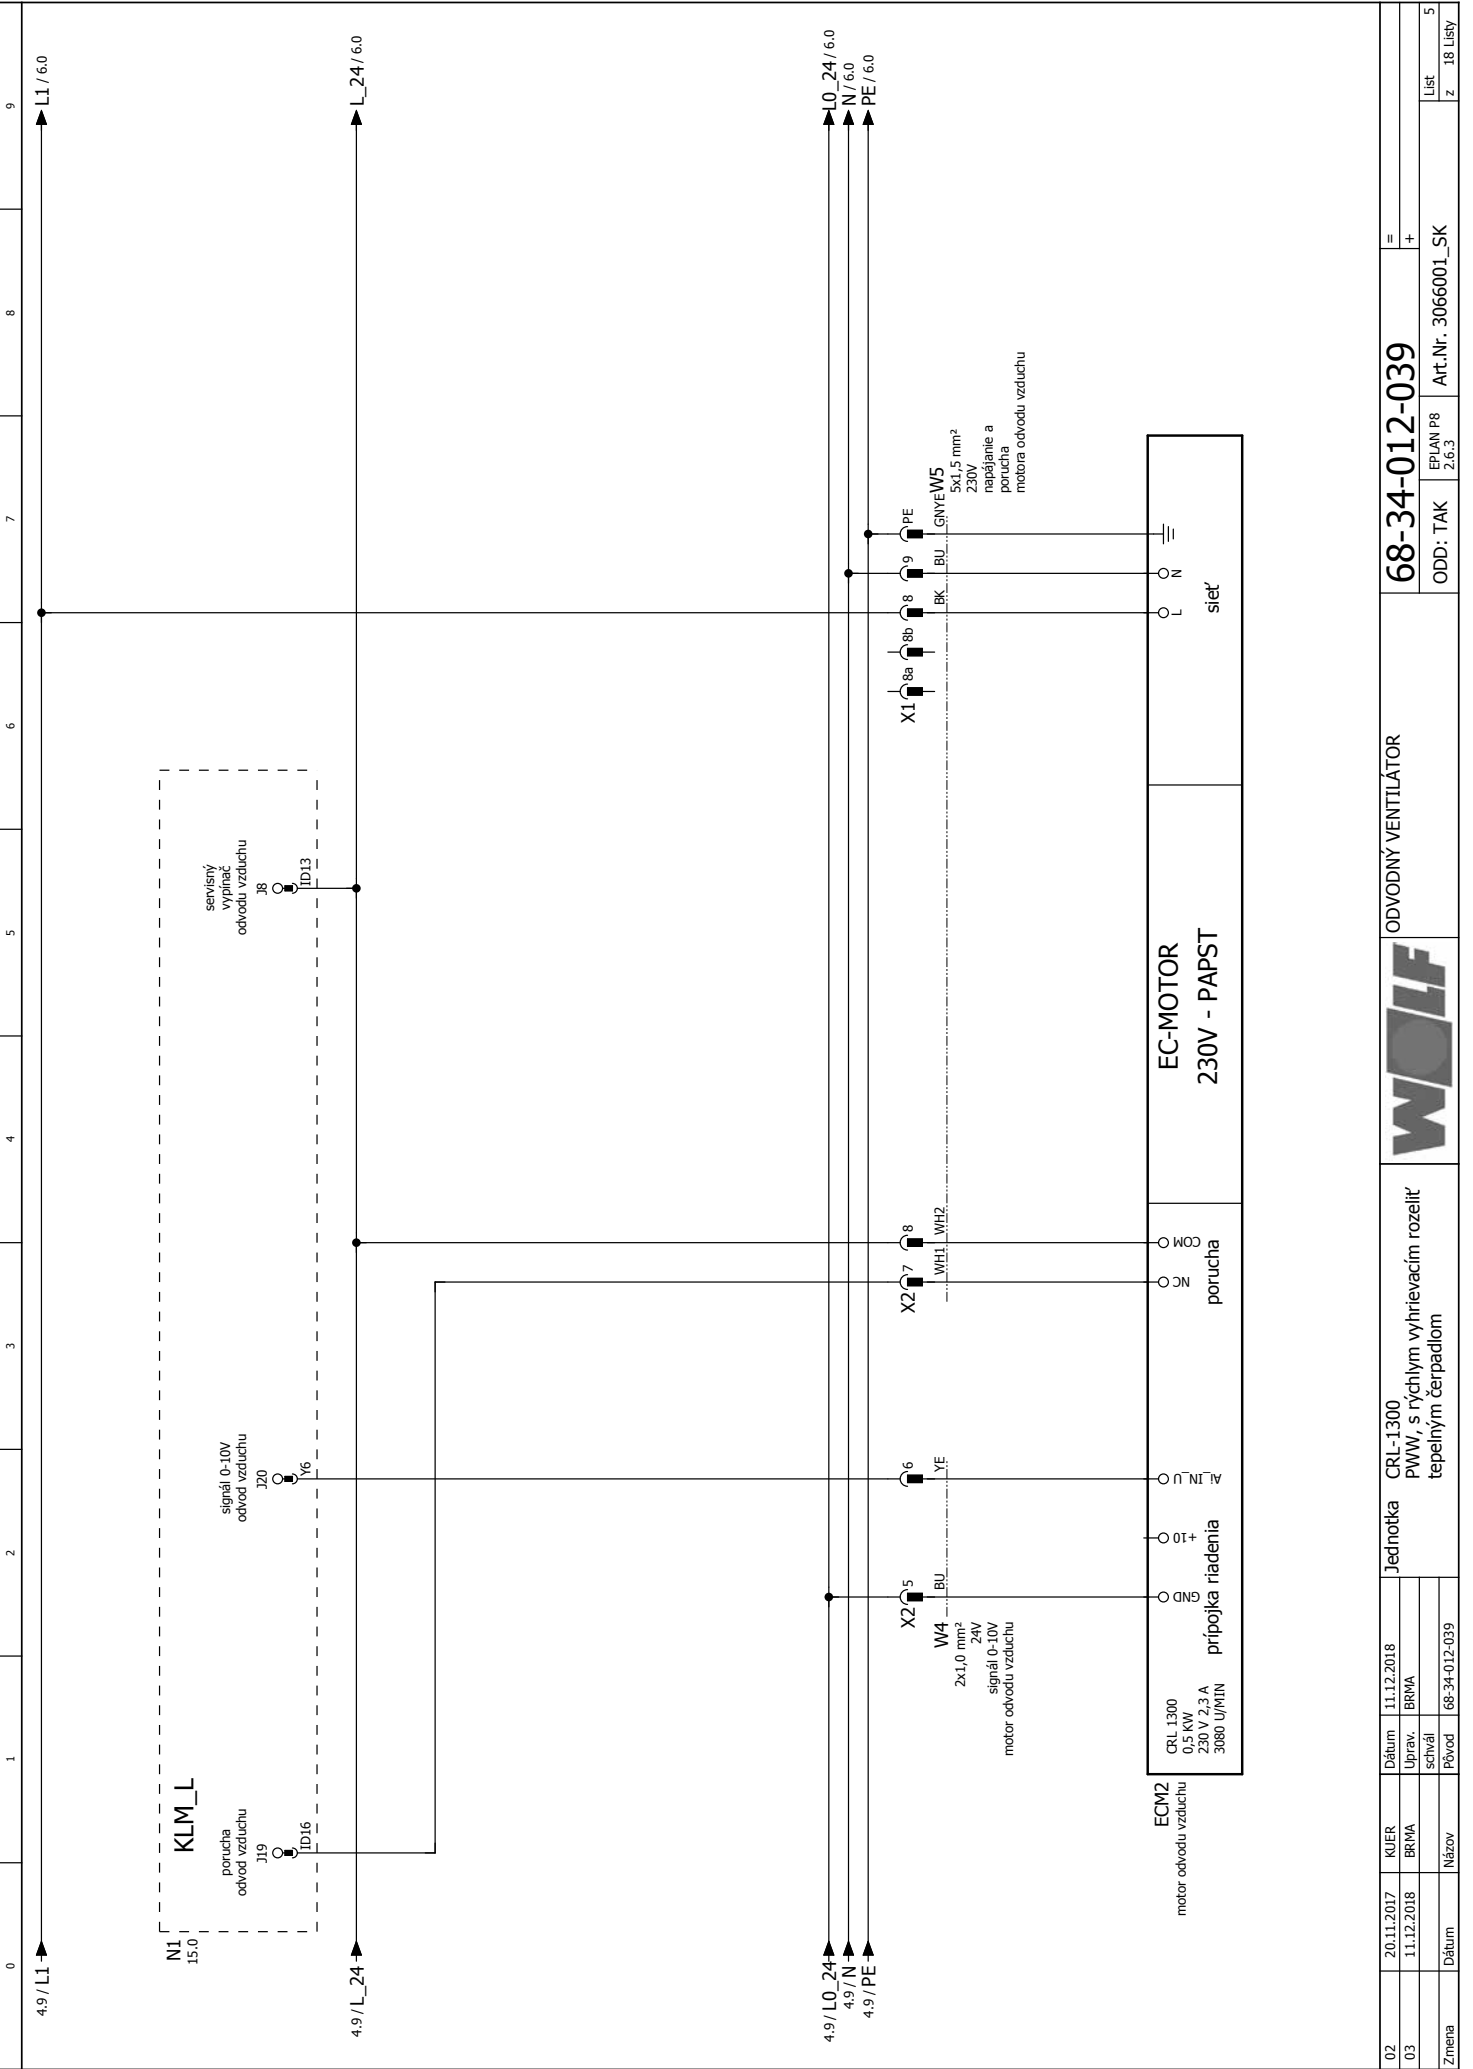 0 1 2 3 4 5 6 7 8 9
4.9 / L1
L1 / 6.0
N1
15.0
KLM_L
porucha
odvod vzduchu
J19
ID16
signál 0-10V
odvod vzduchu
J20
Y6
servisný
vypínač
odvodu vzduchu
J8
ID13
4.9 / L_24
L_24 / 6.0
4.9 / L0_24
L0_24 / 6.0
4.9 / N
N / 6.0
4.9 / PE
PE / 6.0
X2 5
6
X2 7
8
X1 8a
8b
8
9
PE
W4
2x1,0 mm²
24V
signál 0-10V
motor odvodu vzduchu
BU
YE
WH1
WH2
BK
BU
GNYE
W5
5x1,5 mm²
230V
napájanie a
porucha
motora odvodu vzduchu
ECM2
motor odvodu vzduchu
CRL 1300
0,5 KW
230 V 2,3 A
3080 U/MIN
GND
+10
Ai_IN_U
prípojka riadenia
NC
COM
porucha
EC-MOTOR
230V - PAPST
L
N
sieť
02 20.11.2017 KUER Dátum 11.12.2018
03 11.12.2018 BRMA Uprav. BRMA
schvál
Zmena Dátum Názov Pôvod 68-34-012-039
Jednotka CRL-1300
PWW, s rýchlym vyhrievacím rozeliť
tepelným čerpadlom
WOLF
ODVODNÝ VENTILÁTOR
68-34-012-039
=
+
ODD: TAK
EPLAN P8
2.6.3
Art.Nr. 3066001_SK
List 5
z 18 Listy